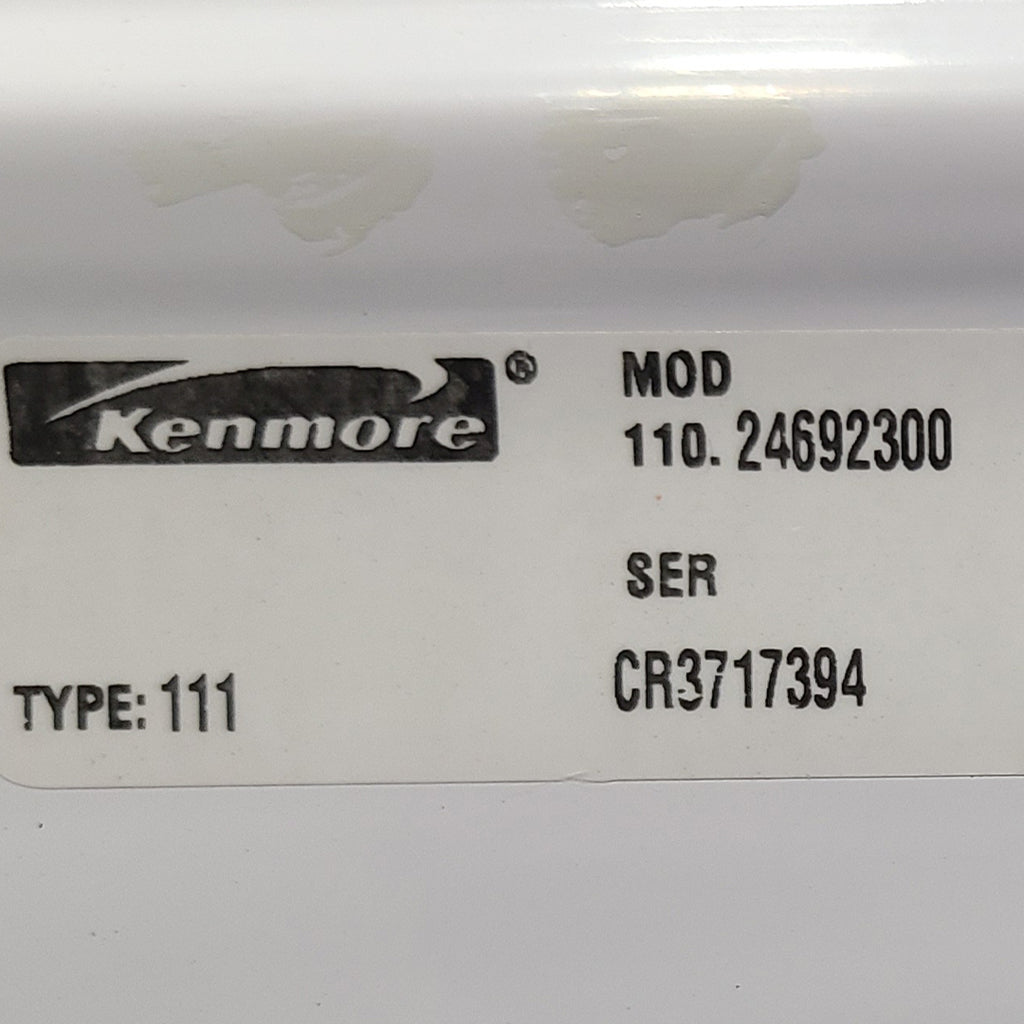 Kenmore®
MOD
110. 24692300
SER
CR3717394
TYPE: 111